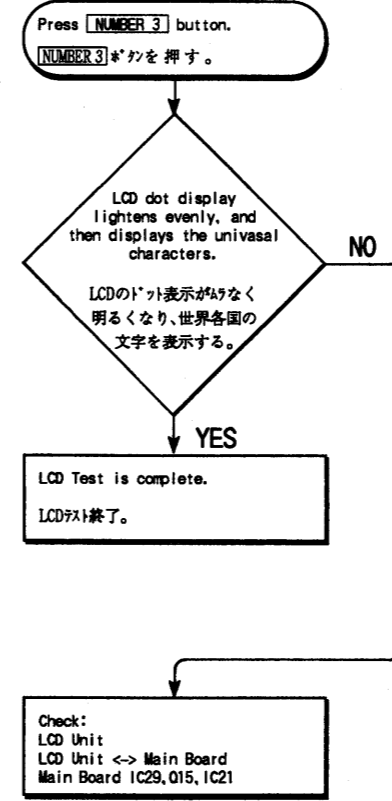 Press NUMBER 3 button.
NUMBER 3 ﾎﾞﾀﾝを押す。
LCD dot display
lightens evenly, and
then displays the univasal
characters.
LCDのﾄﾞｯﾄ表示がﾑﾗなく
明るくなり、世界各国の
文字を表示する。
NO
YES
LCD Test is complete.
LCDﾃｽﾄ終了。
Check:
LCD Unit
LCD Unit <-> Main Board
Main Board IC29,Q15,IC21